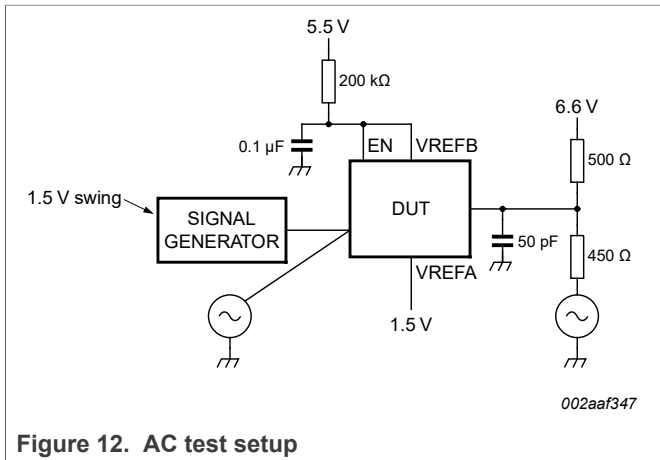 5.5 V
200 kΩ
6.6 V
0.1 µF
EN
VREFB
500 Ω
1.5 V swing
SIGNAL
GENERATOR
DUT
50 pF
450 Ω
VREFA
1.5 V
002aaf347
Figure 12. AC test setup